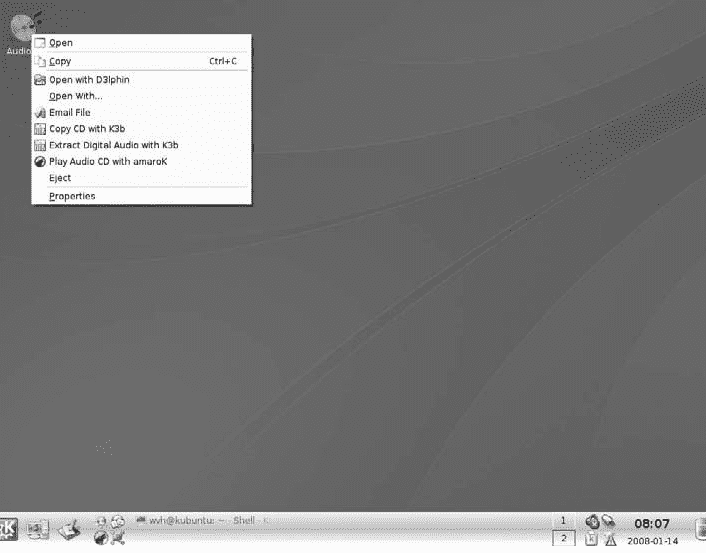 Audio
Open
Copy Ctrl+C
Open with D3lphin
Open With...
Email File
Copy CD with K3b
Extract Digital Audio with K3b
Play Audio CD with amaroK
Eject
Properties
wvh@kubuntu: ~ - Shell - K
1
2
08:07
2008-01-14